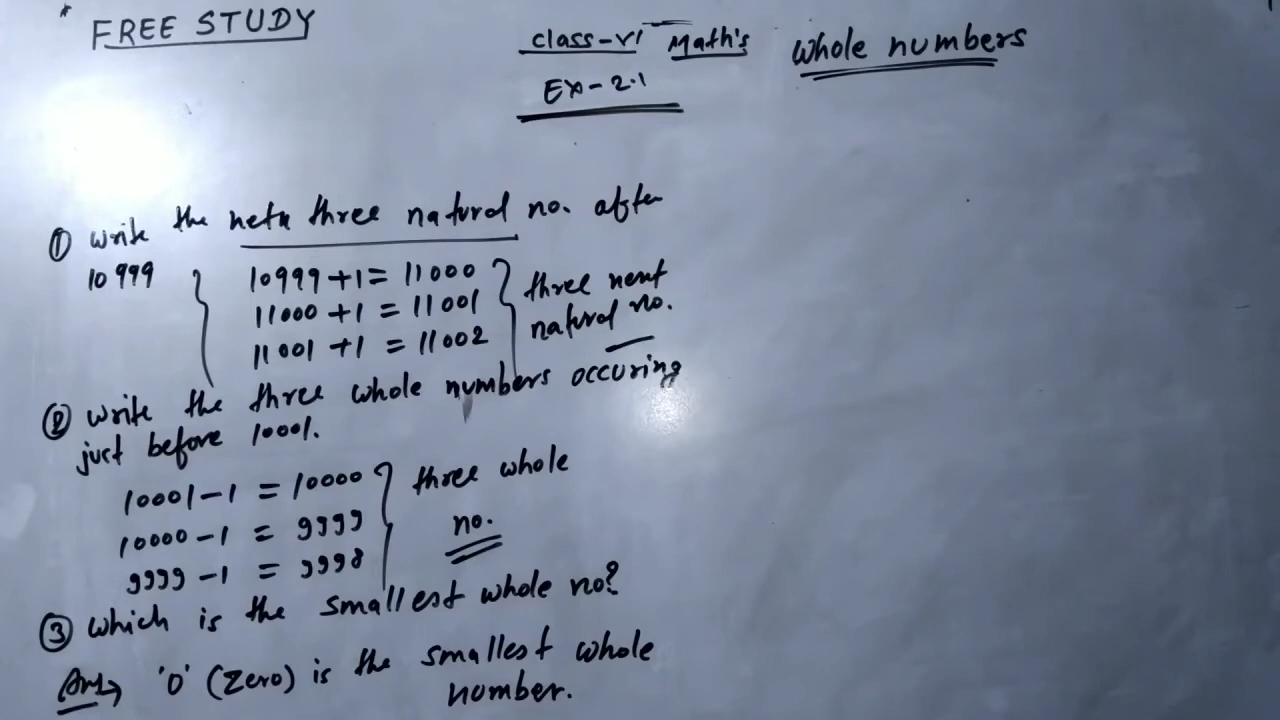 * FREE STUDY
class-VI Math's Whole numbers
EX-2.1
① Write the next three natural no. after
10999
10999+1= 11000
11000 +1 = 11001
11001 +1 = 11002
three next
natural no.
② Write the three whole numbers occuring
just before 10001.
10001-1 = 10000
10000-1 = 9999
9999-1 = 9998
three whole
no.
③ Which is the smallest whole no?
Ans→ '0' (Zero) is the smallest whole
number.